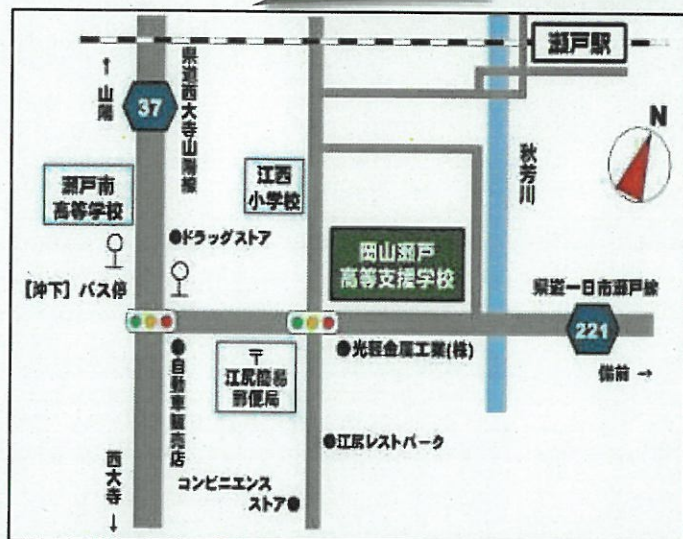 瀬戸駅
↑
山陽
37
県道西大寺山陽線
N
瀬戸南
高等学校
江西
小学校
秋芳川
●ドラッグストア
岡山瀬戸
高等支援学校
[沖下] バス停
県道一日市瀬戸線
221
備前 →
●自動車販売店
〒
江尻簡易
郵便局
●光軽金属工業(株)
●江尻レストパーク
西大寺
↓
コンビニエンス
ストア●